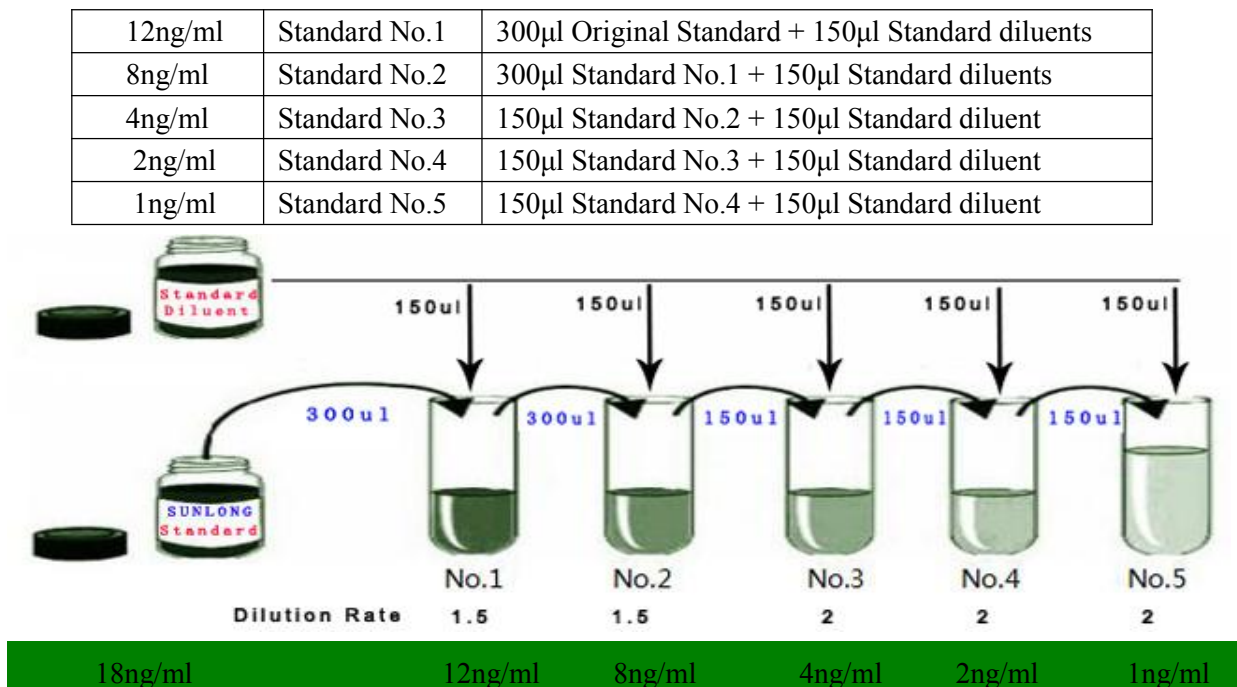 12ng/ml Standard No.1 300μl Original Standard + 150μl Standard diluents
8ng/ml Standard No.2 300μl Standard No.1 + 150μl Standard diluents
4ng/ml Standard No.3 150μl Standard No.2 + 150μl Standard diluent
2ng/ml Standard No.4 150μl Standard No.3 + 150μl Standard diluent
1ng/ml Standard No.5 150μl Standard No.4 + 150μl Standard diluent
Standard
Diluent
150ul 150ul 150ul 150ul 150ul
300ul 300ul 150ul 150ul 150ul
SUNLONG
Standard
No.1 No.2 No.3 No.4 No.5
Dilution Rate 1.5 1.5 2 2 2
18ng/ml 12ng/ml 8ng/ml 4ng/ml 2ng/ml 1ng/ml